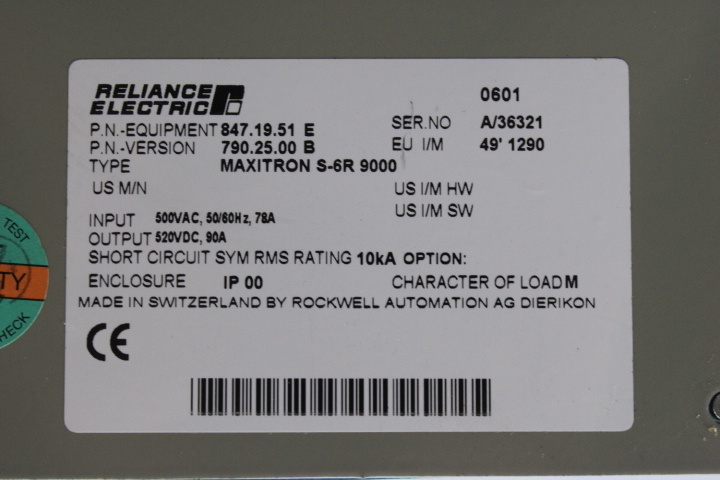 RELIANCE
ELECTRIC
0601
P.N.-EQUIPMENT 847.19.51 E
SER.NO A/36321
P.N.-VERSION 790.25.00 B
EU I/M 49' 1290
TYPE MAXITRON S-6R 9000
US M/N
US I/M HW
US I/M SW
INPUT 500VAC, 50/60Hz, 78A
OUTPUT 520VDC, 90A
SHORT CIRCUIT SYM RMS RATING 10kA OPTION:
ENCLOSURE IP 00
CHARACTER OF LOAD M
MADE IN SWITZERLAND BY ROCKWELL AUTOMATION AG DIERIKON
CE
TEST